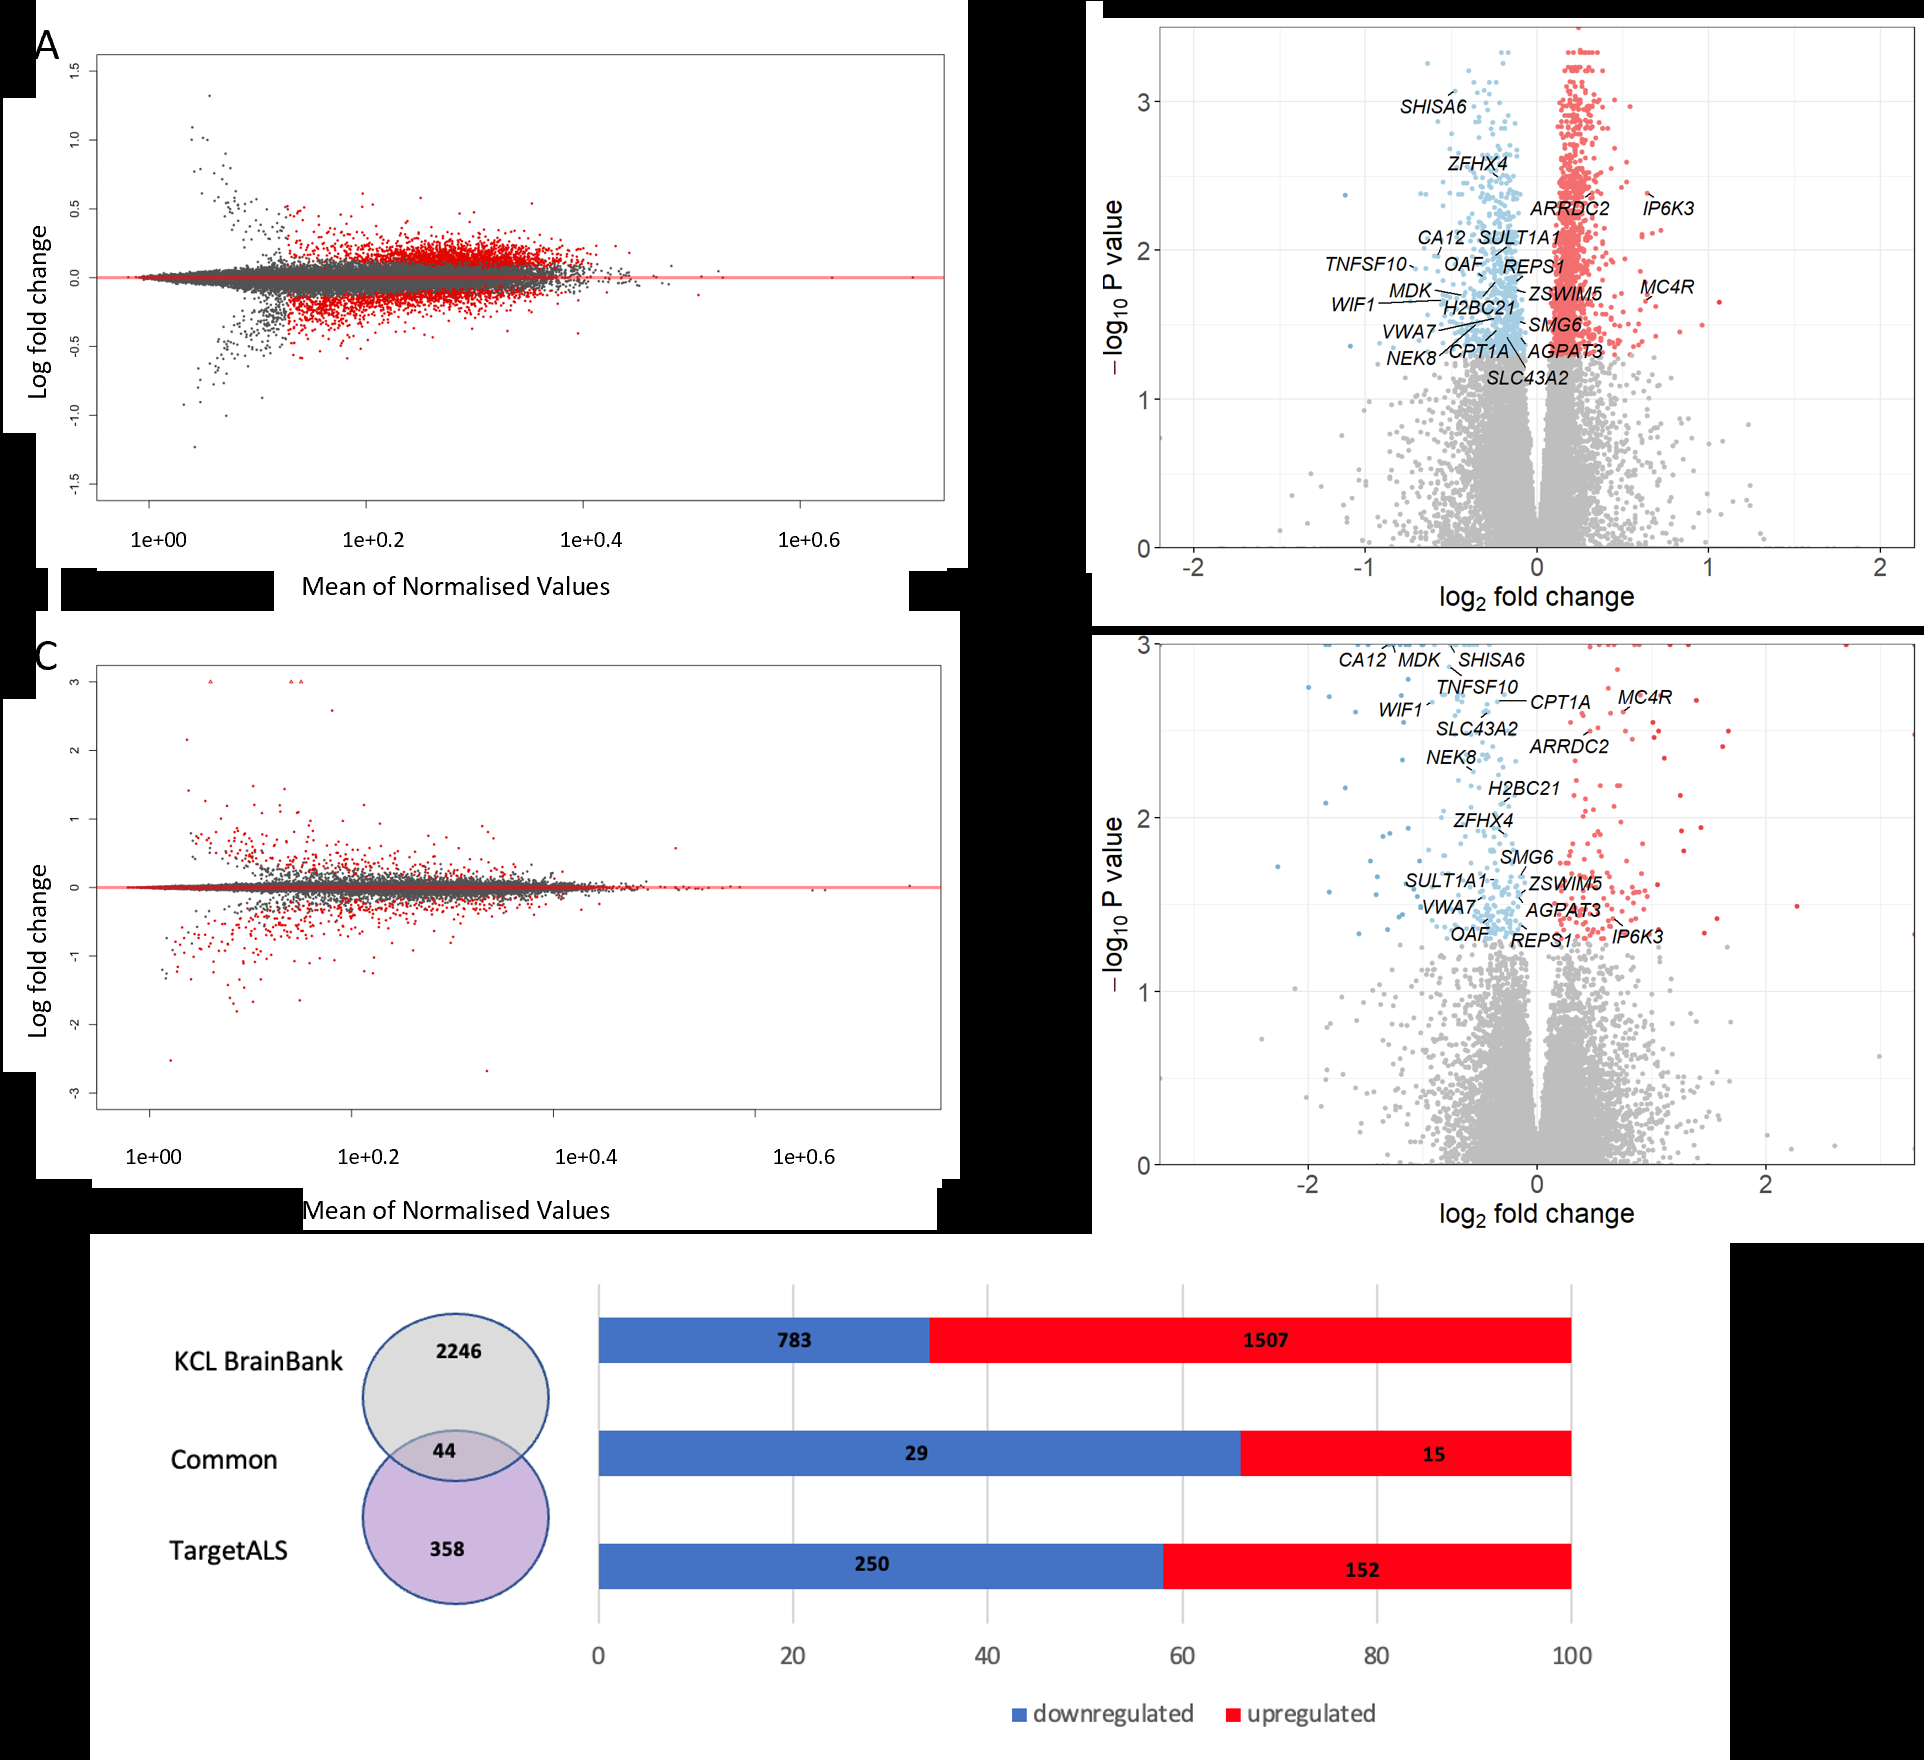 A
1.5
1.0
0.5
0.0
-0.5
-1.0
-1.5
Log fold change
1e+00 1e+0.2 1e+0.4 1e+0.6
Mean of Normalised Values
3
2
1
0
−log10 P value
SHISA6
ZFHX4
ARRDC2 IP6K3
CA12 SULT1A1
TNFSF10 OAF REPS1
MDK ZSWIM5 MC4R
WIF1 H2BC21
VWA7 SMG6
NEK8 CPT1A AGPAT3
SLC43A2
-2 -1 0 1 2
log2 fold change
C
3
2
1
0
-1
-2
-3
Log fold change
1e+00 1e+0.2 1e+0.4 1e+0.6
Mean of Normalised Values
3
2
1
0
−log10 P value
CA12 MDK SHISA6
TNFSF10
WIF1 CPT1A MC4R
SLC43A2
ARRDC2
NEK8
H2BC21
ZFHX4
SMG6
SULT1A1 ZSWIM5
VWA7 AGPAT3
OAF REPS1 IP6K3
-2 0 2
log2 fold change
KCL BrainBank 2246 783 1507
Common 44 29 15
TargetALS 358 250 152
0 20 40 60 80 100
downregulated upregulated